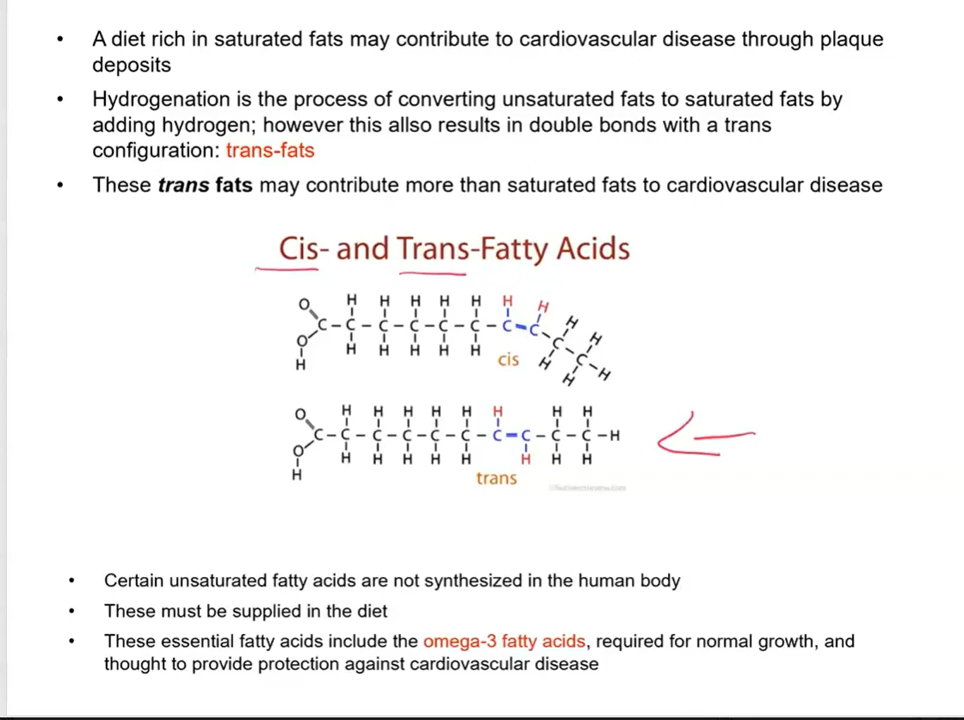 • A diet rich in saturated fats may contribute to cardiovascular disease through plaque
deposits
• Hydrogenation is the process of converting unsaturated fats to saturated fats by
adding hydrogen; however this allso results in double bonds with a trans
configuration: trans-fats
• These trans fats may contribute more than saturated fats to cardiovascular disease
Cis- and Trans-Fatty Acids
O H H H H H H H H H
C - C - C - C - C - C - C = C - C - C - H
O H H H H H H H
H
cis
O H H H H H H H H
C - C - C - C - C - C - C = C - C - C - H
O H H H H H H H H
H
trans
• Certain unsaturated fatty acids are not synthesized in the human body
• These must be supplied in the diet
• These essential fatty acids include the omega-3 fatty acids, required for normal growth, and
thought to provide protection against cardiovascular disease